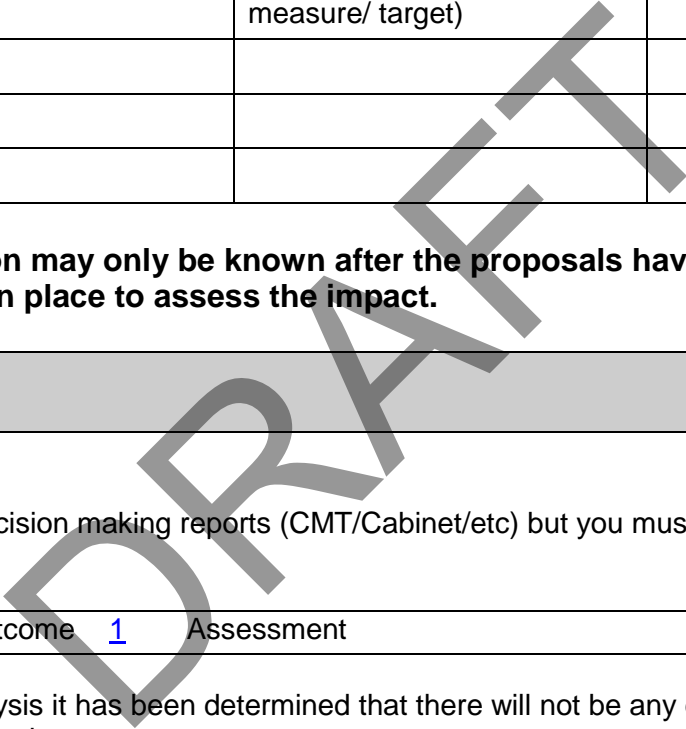 measure/ target)
on may only be known after the proposals hav
n place to assess the impact.
cision making reports (CMT/Cabinet/etc) but you mus
tcome 1 Assessment
ysis it has been determined that there will not be any
DRAFT